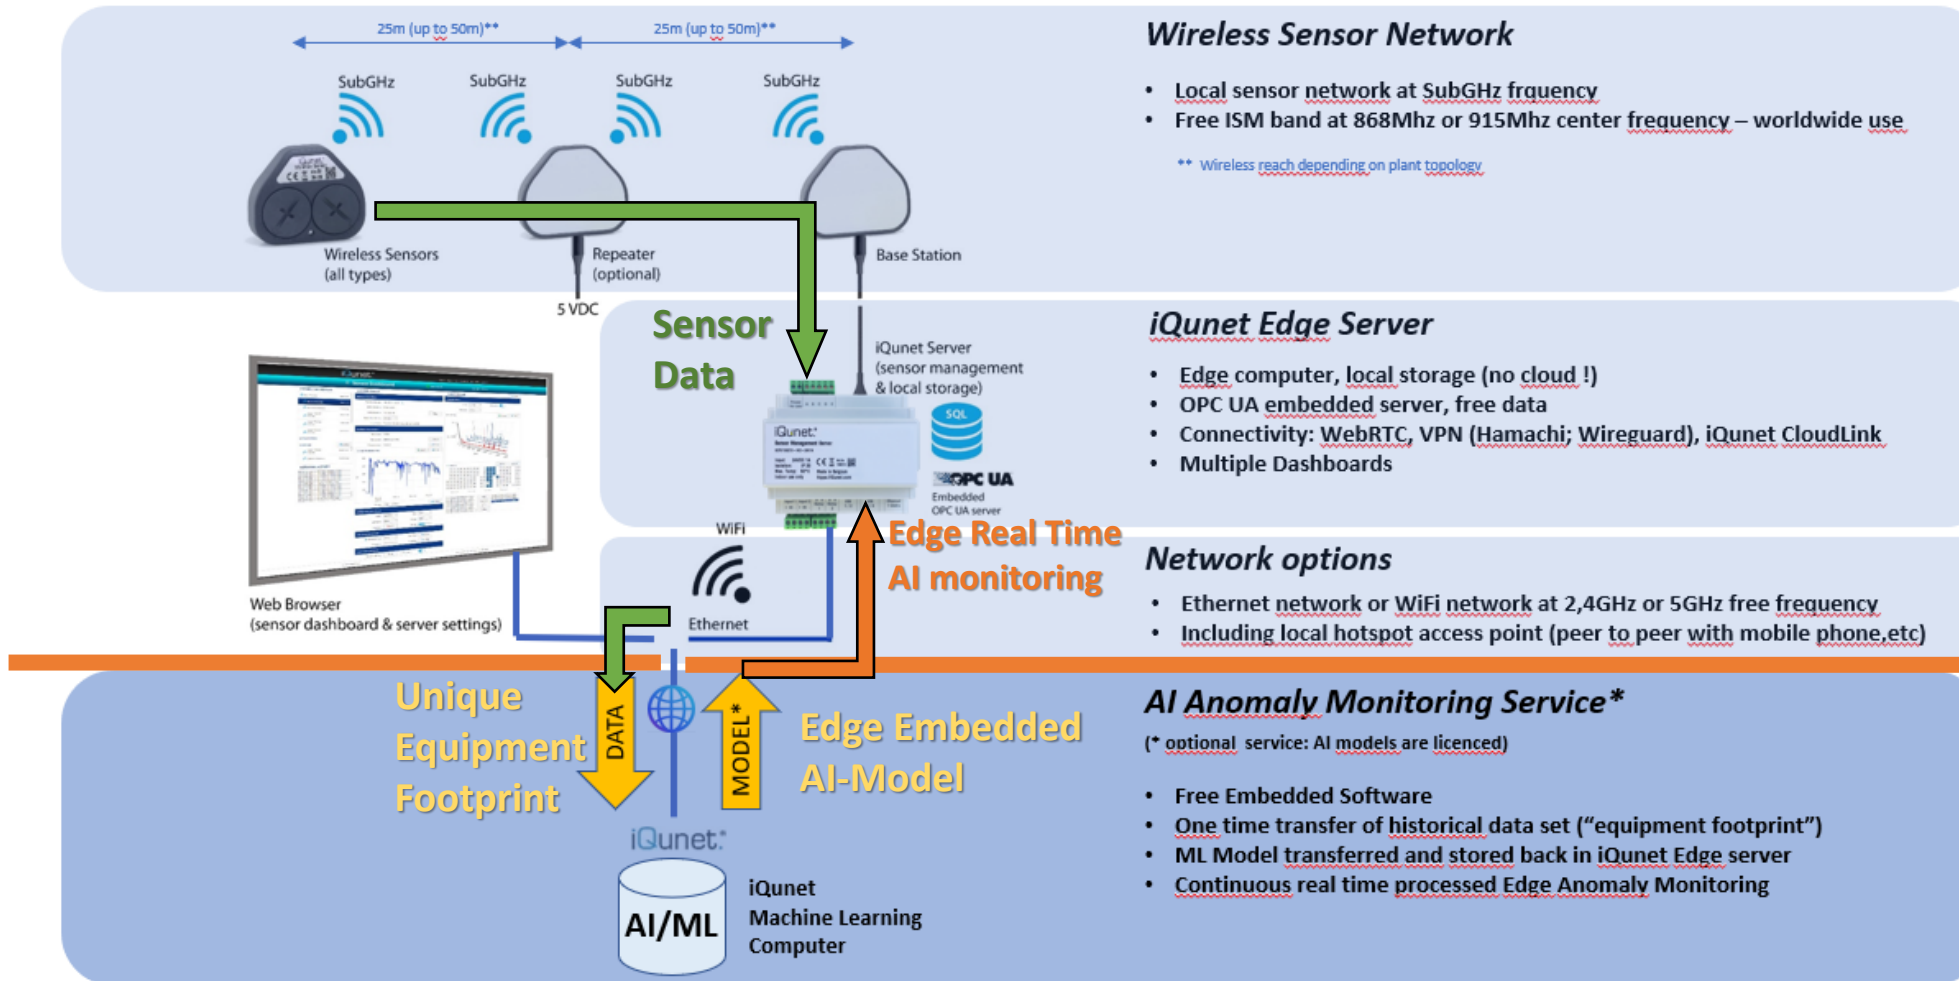 25m (up to 50m)**
25m (up to 50m)**
SubGHz
SubGHz
SubGHz
SubGHz
iQunet
Wireless Sensors
(all types)
Repeater
(optional)
Base Station
5 VDC
Wireless Sensor Network
• Local sensor network at SubGHz frquency
• Free ISM band at 868Mhz or 915Mhz center frequency – worldwide use
** Wireless reach depending on plant topology
Sensor
Data
iQunet Server
(sensor management
& local storage)
SQL
iQunet
Sensor Management Server
OPC UA
Embedded
OPC UA server
iQunet Edge Server
• Edge computer, local storage (no cloud !)
• OPC UA embedded server, free data
• Connectivity: WebRTC, VPN (Hamachi; Wireguard), iQunet CloudLink
• Multiple Dashboards
iQunet
Web Browser
(sensor dashboard & server settings)
WiFi
Ethernet
Edge Real Time
AI monitoring
Network options
• Ethernet network or WiFi network at 2,4GHz or 5GHz free frequency
• Including local hotspot access point (peer to peer with mobile phone,etc)
Unique
Equipment
Footprint
DATA
MODEL*
Edge Embedded
AI-Model
iQunet
AI/ML
iQunet
Machine Learning
Computer
AI Anomaly Monitoring Service*
(* optional service: AI models are licenced)
• Free Embedded Software
• One time transfer of historical data set (“equipment footprint”)
• ML Model transferred and stored back in iQunet Edge server
• Continuous real time processed Edge Anomaly Monitoring